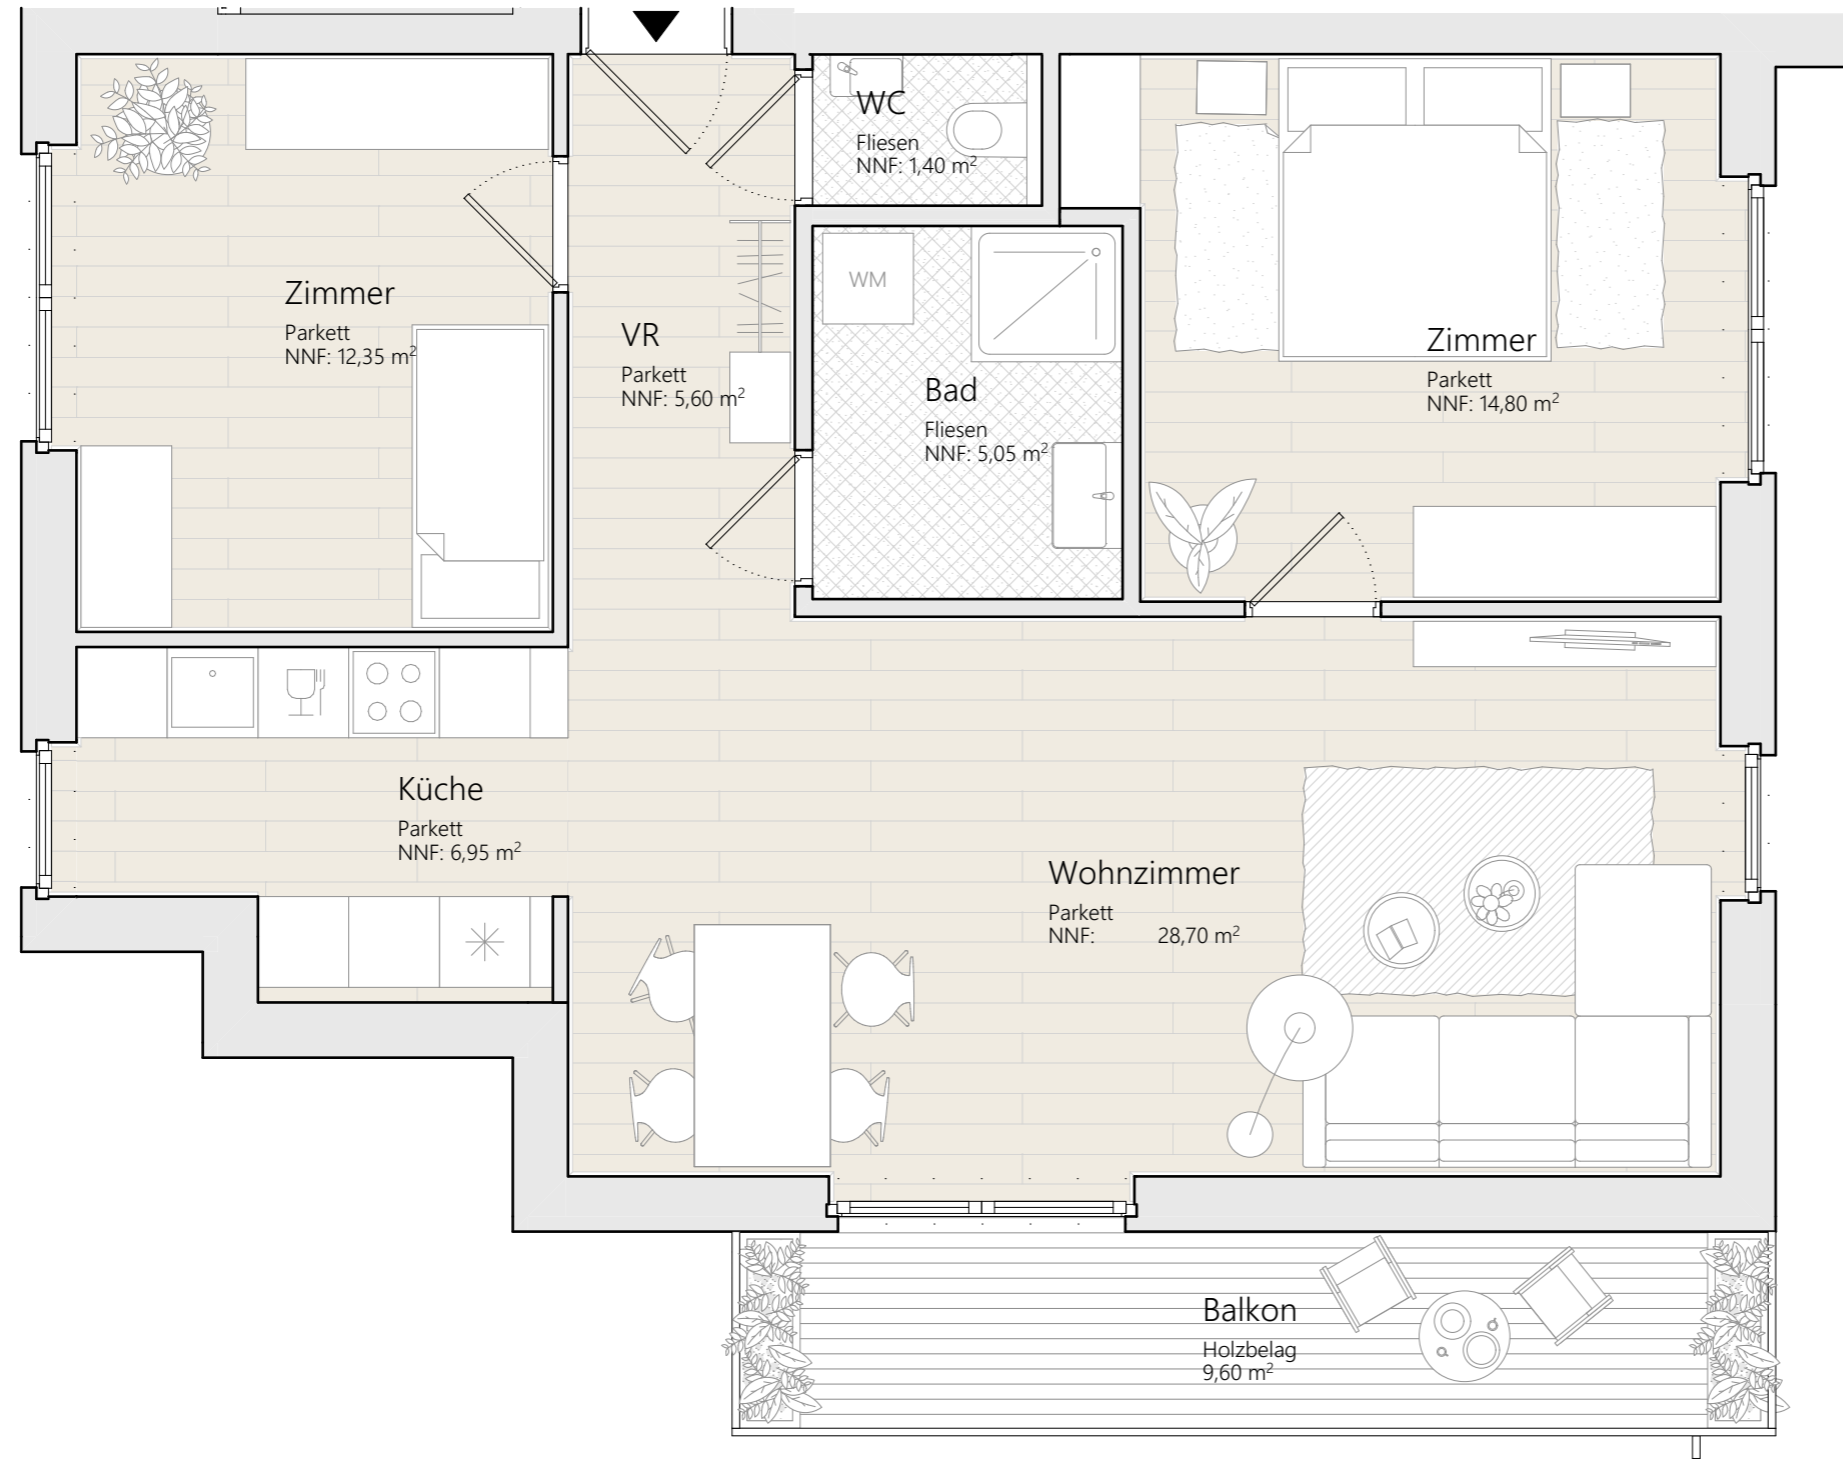 WC
Fliesen
NNF: 1,40 m²
Zimmer
Parkett
NNF: 12,35 m²
VR
Parkett
NNF: 5,60 m²
WM
Bad
Fliesen
NNF: 5,05 m²
Zimmer
Parkett
NNF: 14,80 m²
Küche
Parkett
NNF: 6,95 m²
Wohnzimmer
Parkett
NNF: 28,70 m²
Balkon
Holzbelag
9,60 m²